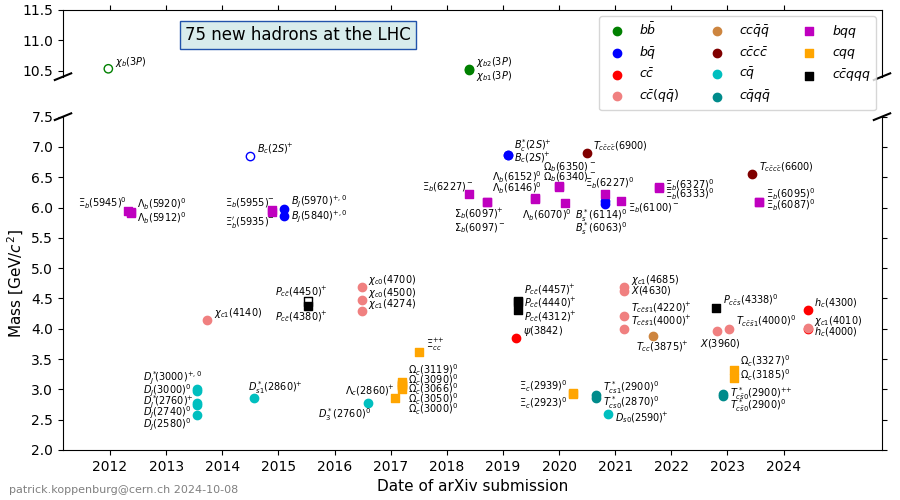 75 new hadrons at the LHC
bb̄
bq̄
cc̄
cc̄(qq̄)
ccq̄q̄
cc̄cc̄
cq̄
cq̄qq̄
bqq
cqq
cc̄qqq
11.5
11.0
10.5
7.5
7.0
6.5
6.0
5.5
5.0
4.5
4.0
3.5
3.0
2.5
2.0
Mass [GeV/c²]
χb(3P)
χb2(3P)
χb1(3P)
Bc(2S)⁺
Bc*(2S)⁺
Bc(2S)⁺
Tcc̄cc̄(6900)
Tcc̄cc̄(6600)
Ξb(5945)⁰
Λb(5920)⁰
Λb(5912)⁰
Ξb(5955)⁻
Ξb′(5935)⁻
BJ(5970)⁺,⁰
BJ(5840)⁺,⁰
Ξb(6227)⁻
Σb(6097)⁺
Σb(6097)⁻
Λb(6152)⁰
Λb(6146)⁰
Ωb(6350)⁻
Ωb(6340)⁻
Λb(6070)⁰
Ξb(6227)⁰
Bs*(6114)⁰
Bs*(6063)⁰
Ξb(6100)⁻
Ξb(6327)⁰
Ξb(6333)⁰
Ξb(6095)⁰
Ξb(6087)⁰
χc1(4140)
Pcc̄(4450)⁺
Pcc̄(4380)⁺
χc0(4700)
χc0(4500)
χc1(4274)
Ξcc⁺⁺
Pcc̄(4457)⁺
Pcc̄(4440)⁺
Pcc̄(4312)⁺
ψ(3842)
χc1(4685)
X(4630)
Tcc̄s1(4220)⁺
Tcc̄s1(4000)⁺
Tcc(3875)⁺
Pcc̄s(4338)⁰
Tcc̄s̄1(4000)⁰
X(3960)
hc(4300)
χc1(4010)
hc(4000)
DJ*(3000)⁺,⁰
DJ(3000)⁰
DJ*(2760)⁺
DJ(2740)⁰
DJ(2580)⁰
Ds1*(2860)⁺
Λc(2860)⁺
DS*(2760)⁰
Ωc(3119)⁰
Ωc(3090)⁰
Ωc(3066)⁰
Ωc(3050)⁰
Ωc(3000)⁰
Ξc(2939)⁰
Ξc(2923)⁰
Tcs1*(2900)⁰
Tcs0*(2870)⁰
Ds0(2590)⁺
Ωc(3327)⁰
Ωc(3185)⁰
Tcs̄0*(2900)⁺⁺
Tcs̄0*(2900)⁰
2012 2013 2014 2015 2016 2017 2018 2019 2020 2021 2022 2023 2024
Date of arXiv submission
patrick.koppenburg@cern.ch 2024-10-08